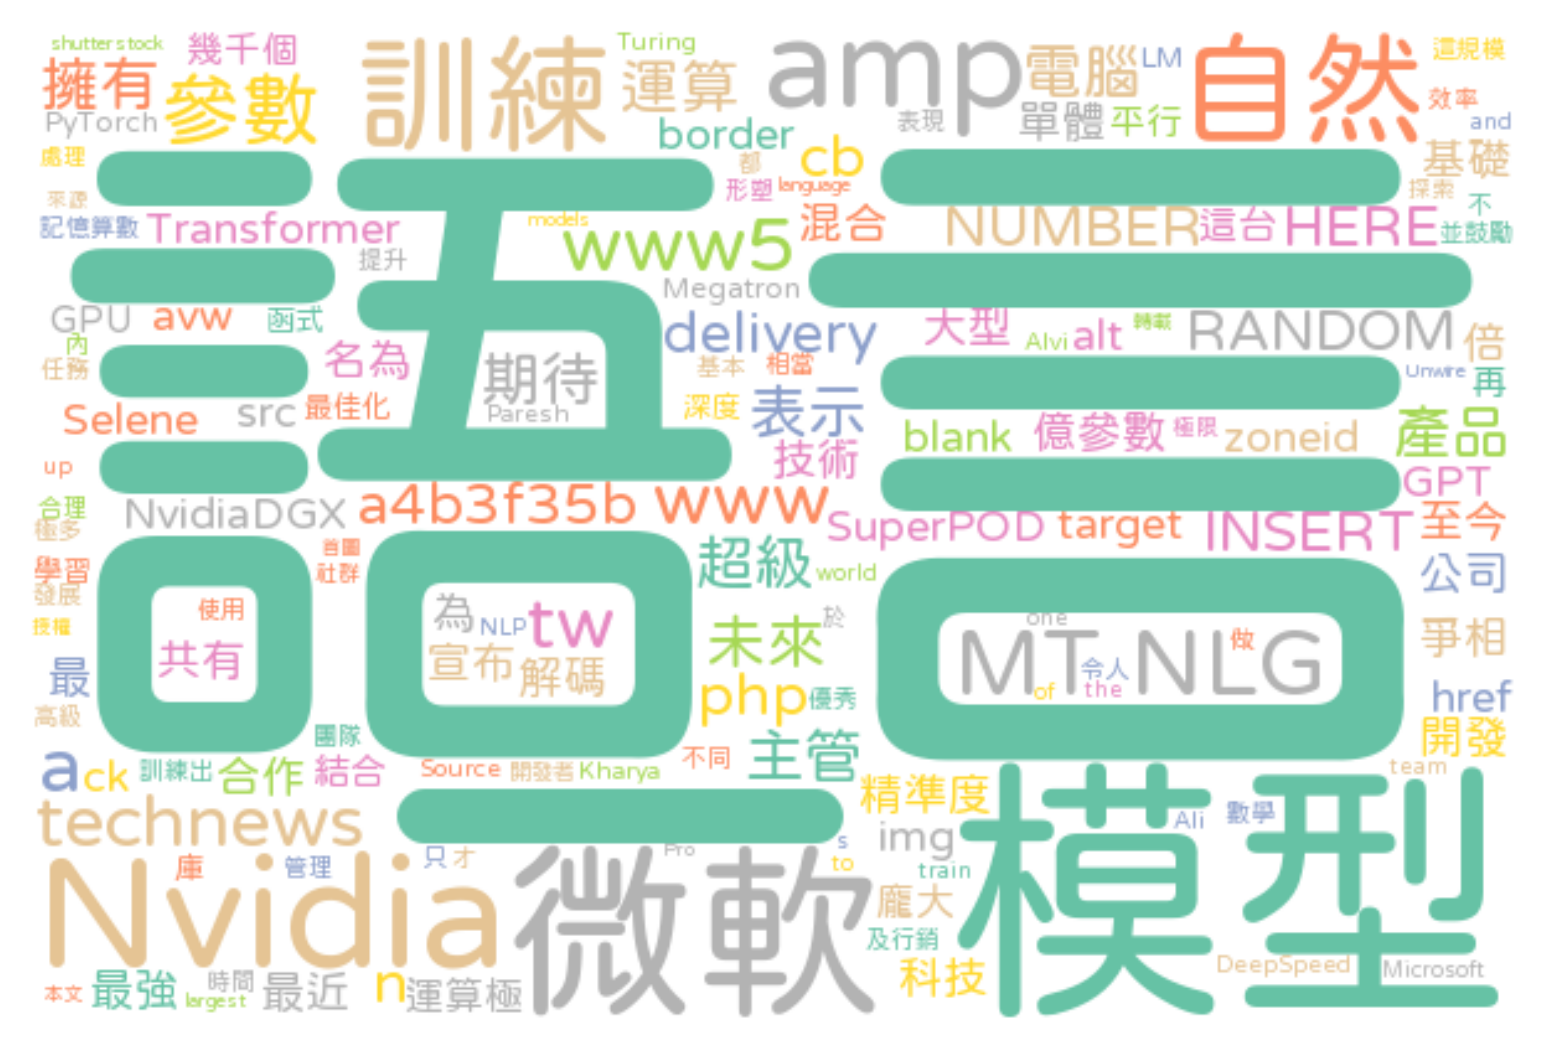 shutterstock 幾千個 訓練 Turing amp 電腦 LM 自然 這規模
擁有 參數 運算 效率
PyTorch border 表現 單體 平行 and
處理 都 cb 基礎
來源 形塑 language 探索 不
記憶算數 Transformer models www5 混合 NUMBER 這台 HERE 並鼓勵
語言
提升 Megatron
GPU avw 函式 delivery 大型 Alvi alt 轉載 RANDOM 倍
內 任務 名為 期待 基本 相當 Unwire 再
Selene src 最佳化 Paresh 深度 表示 blank 億參數 極限 zoneid 產品
up 技術 GPT
合理 NvidiaDGX a4b3f35b www SuperPOD target INSERT 至今
極多
學習 首圖 社群 超級 world 公司
發展 使用 為 NLP tw 於 one
授權 共有 宣布 解碼 未來 MT NLG 做 令人 爭相
最 php 優秀 of the href
高級 團隊 主管 開發
ack 訓練出 合作 結合 Source 開發者 Kharya 不同 team
technews 精準度 模型 Ali 數學
img
Nvidia 庫 管理 只 才 微軟 Pro s to train
龐大
及行銷
本文 最強 時間 largest 最近 n 運算極 科技 DeepSpeed Microsoft